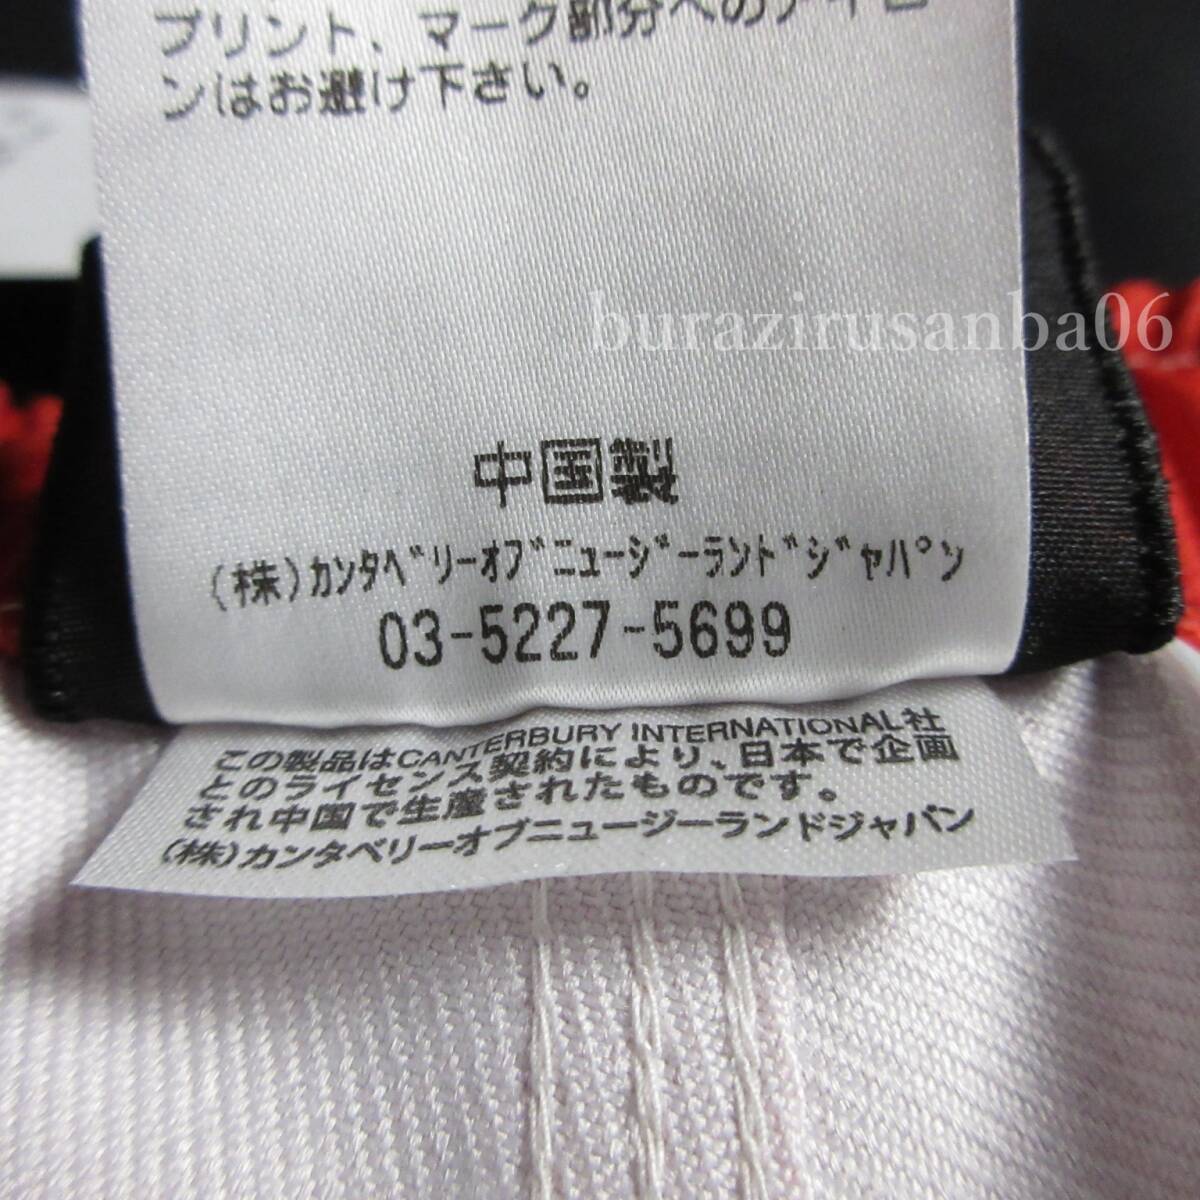 プリント、マーク部分へのアイロ
ンはお避け下さい。
burazirusanba06
中国製
(株)カンタベリーオブニュージーランドジャパン
03-5227-5699
この製品はCANTERBURY INTERNATIONAL社
とのライセンス契約により、日本で企画
され中国で生産されたものです。
(株)カンタベリーオブニュージーランドジャパン